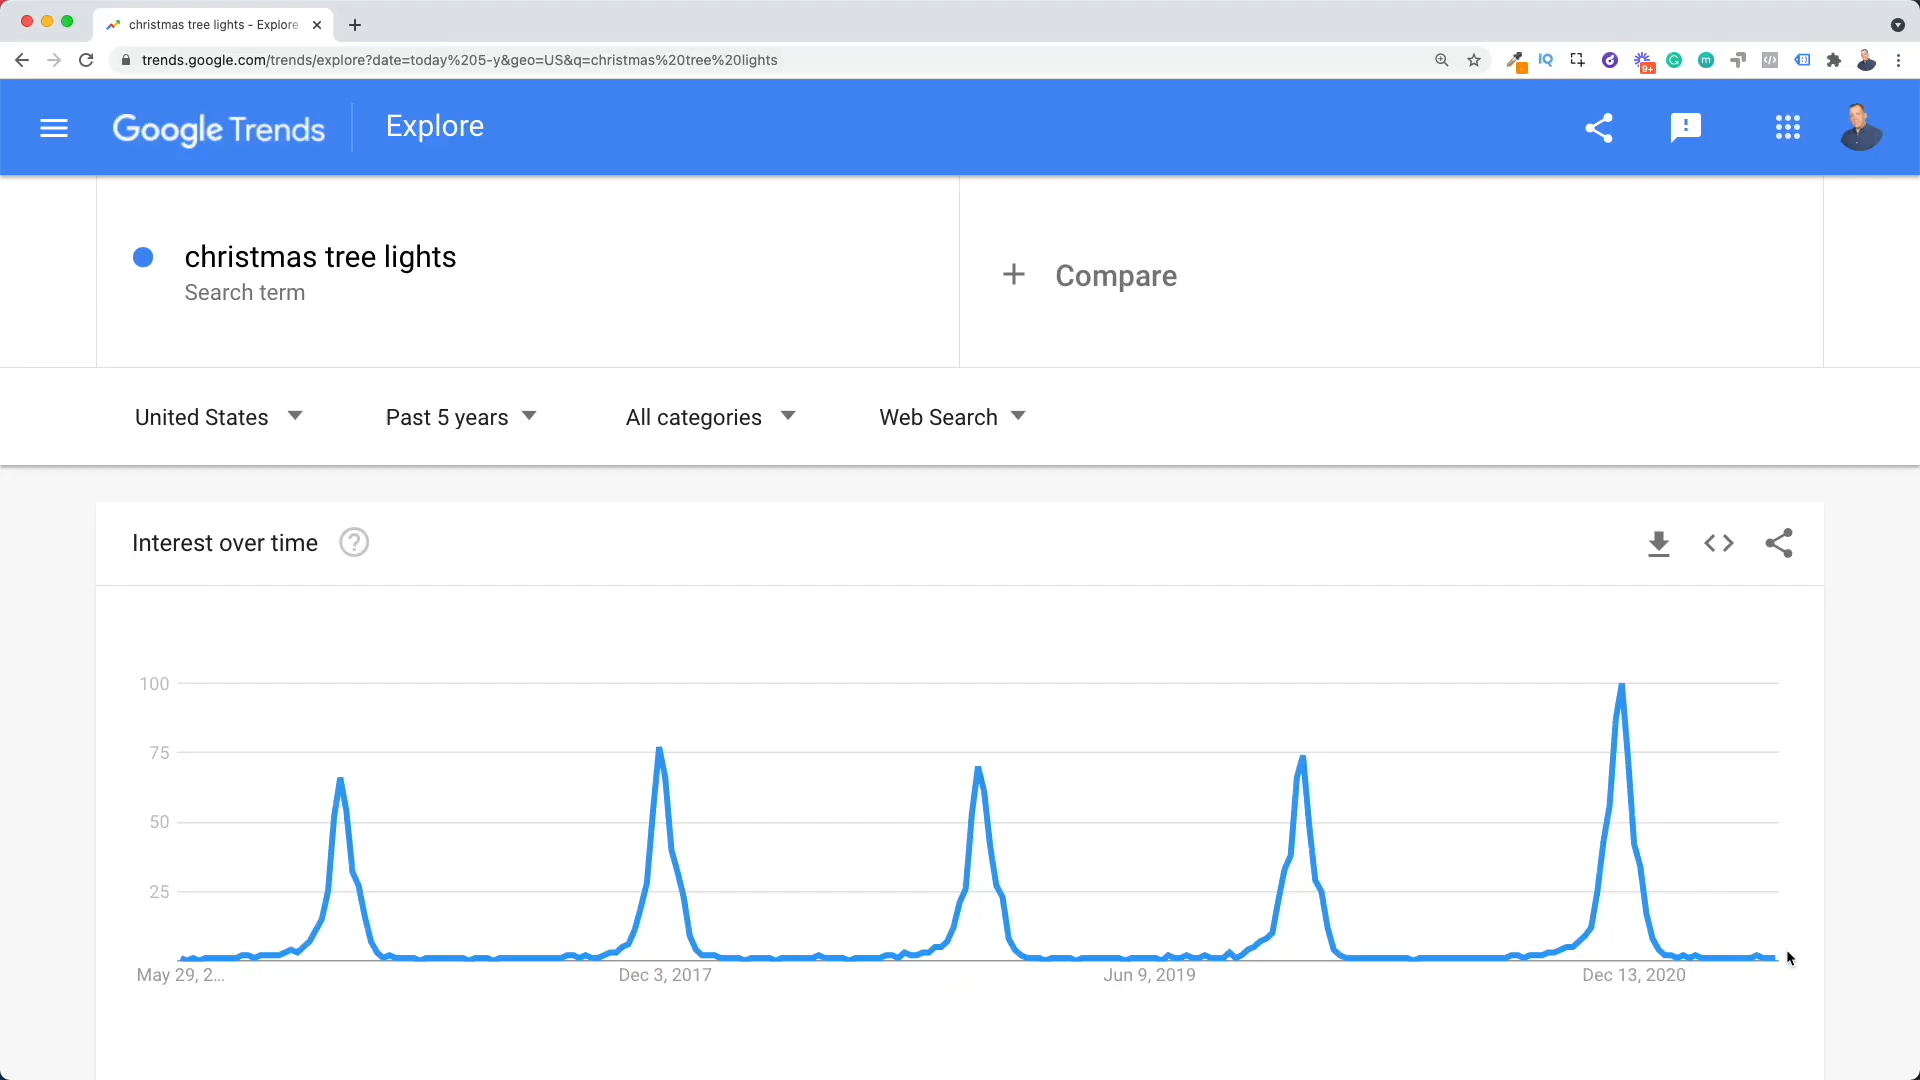 christmas tree lights - Explore
trends.google.com/trends/explore?date=today%205-y&geo=US&q=christmas%20tree%20lights
IQ
9+
Google Trends
Explore
christmas tree lights
Search term
+ Compare
United States
Past 5 years
All categories
Web Search
Interest over time
100
75
50
25
May 29, 2...
Dec 3, 2017
Jun 9, 2019
Dec 13, 2020